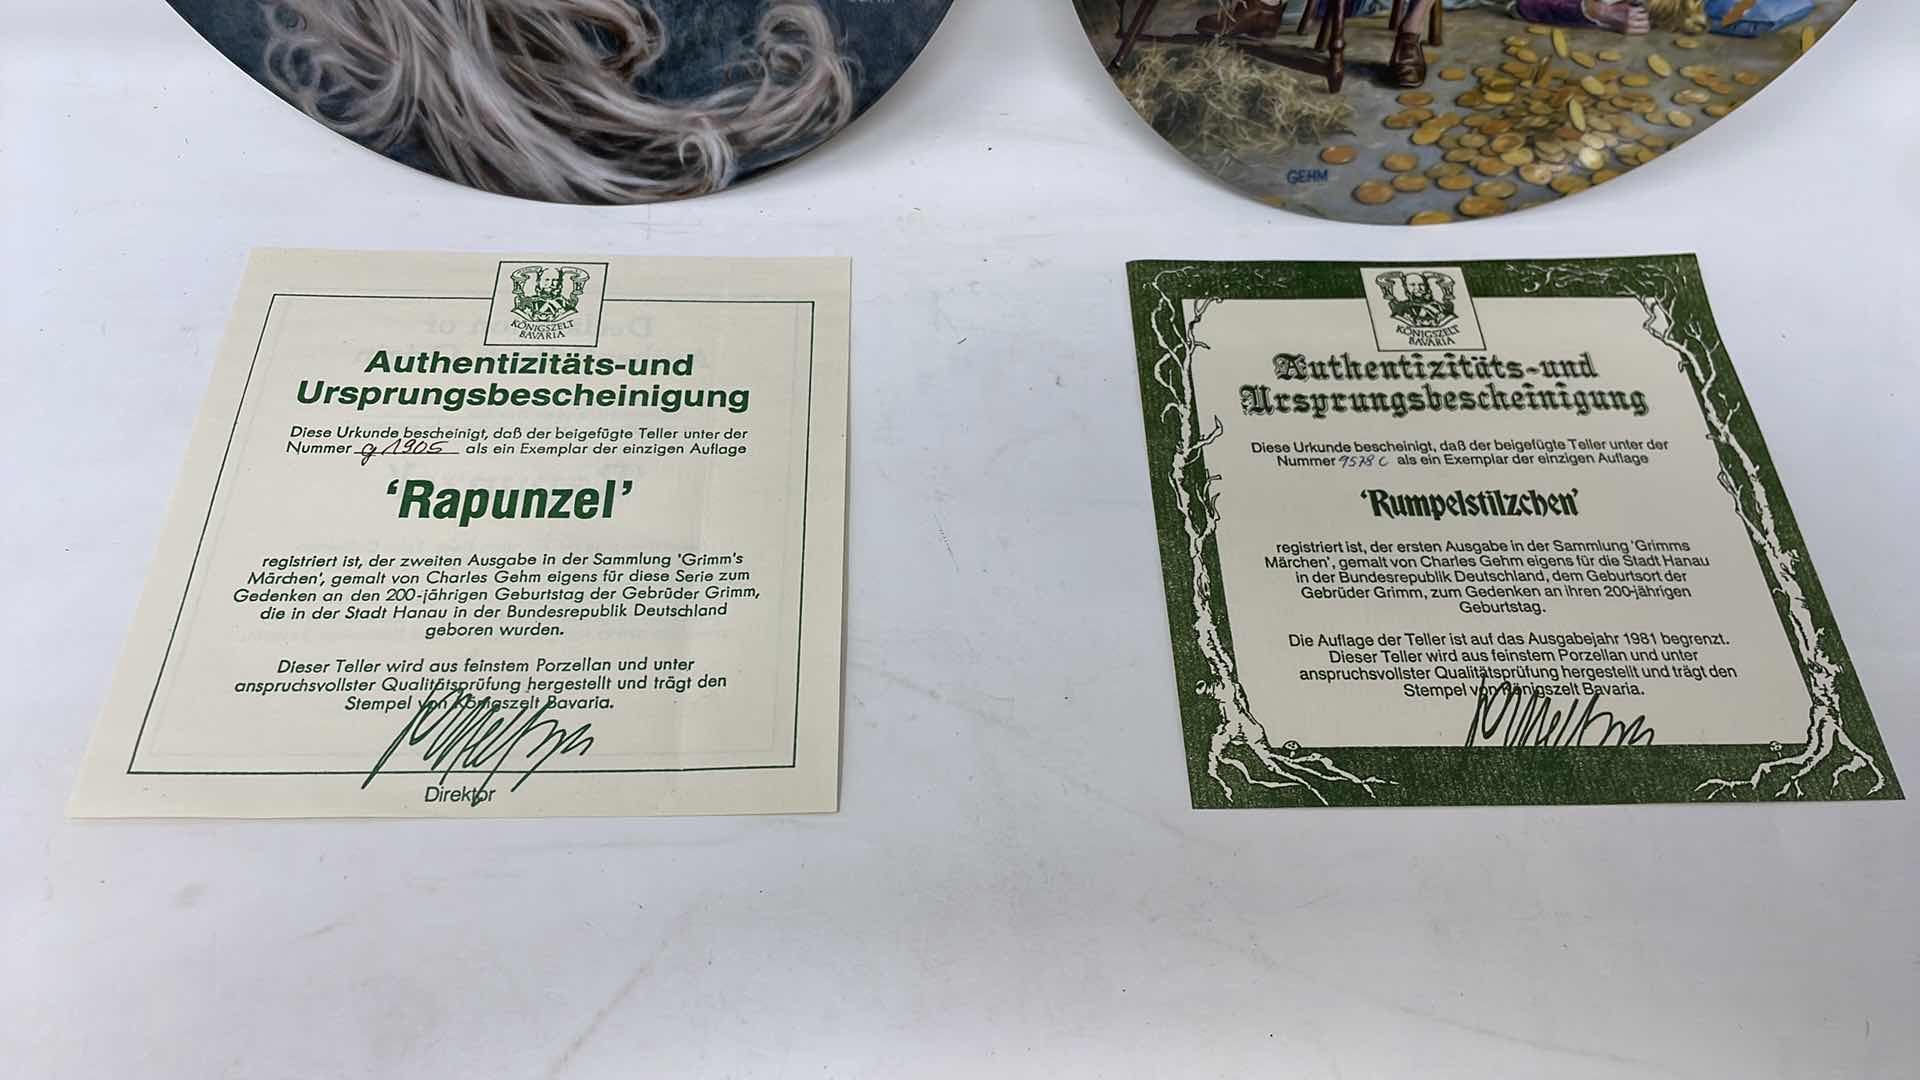 GEHM
GEHM
KÖNIGSZELT
BAVARIA
Authentizitäts-und
Ursprungsbescheinigung
Diese Urkunde bescheinigt, daß der beigefügte Teller unter der
Nummer g 1905 als ein Exemplar der einzigen Auflage
‘Rapunzel’
registriert ist, der zweiten Ausgabe in der Sammlung 'Grimm's
Märchen', gemalt von Charles Gehm eigens für diese Serie zum
Gedenken an den 200-jährigen Geburtstag der Gebrüder Grimm,
die in der Stadt Hanau in der Bundesrepublik Deutschland
geboren wurden.
Dieser Teller wird aus feinstem Porzellan und unter
anspruchsvollster Qualitätsprüfung hergestellt und trägt den
Stempel von Königszelt Bavaria.
Direktor
KÖNIGSZELT
BAVARIA
Authentizitäts-und
Ursprungsbescheinigung
Diese Urkunde bescheinigt, daß der beigefügte Teller unter der
Nummer 9578 C als ein Exemplar der einzigen Auflage
‘Rumpelstilzchen’
registriert ist, der ersten Ausgabe in der Sammlung 'Grimms
Märchen', gemalt von Charles Gehm eigens für die Stadt Hanau
in der Bundesrepublik Deutschland, dem Geburtsort der
Gebrüder Grimm, zum Gedenken an ihren 200-jährigen
Geburtstag.
Die Auflage der Teller ist auf das Ausgabejahr 1981 begrenzt.
Dieser Teller wird aus feinstem Porzellan und unter
anspruchsvollster Qualitätsprüfung hergestellt und trägt den
Stempel von Königszelt Bavaria.